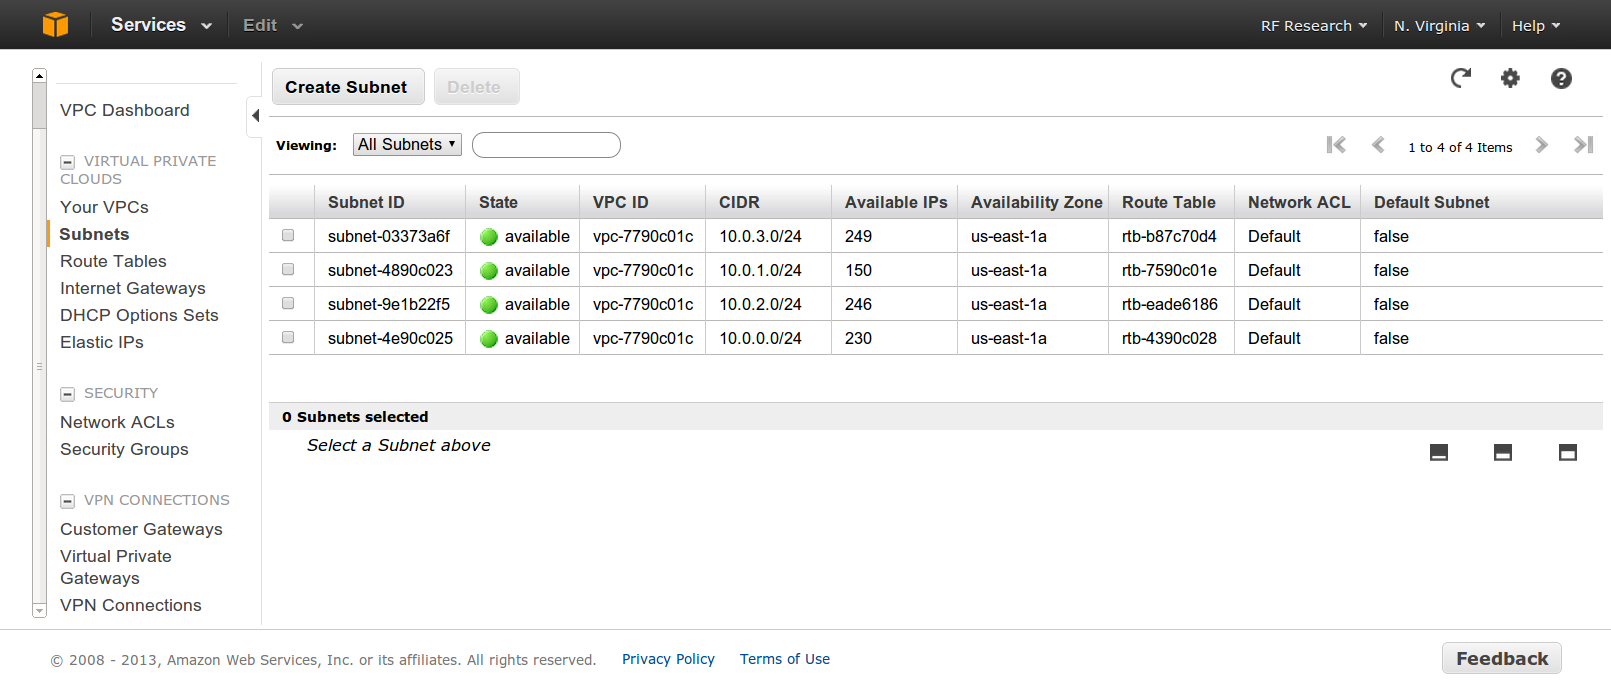 Services Edit RF Research N. Virginia Help
VPC Dashboard
VIRTUAL PRIVATE
CLOUDS
Your VPCs
Subnets
Route Tables
Internet Gateways
DHCP Options Sets
Elastic IPs
SECURITY
Network ACLs
Security Groups
VPN CONNECTIONS
Customer Gateways
Virtual Private
Gateways
VPN Connections
Create Subnet Delete
Viewing: All Subnets 1 to 4 of 4 Items
Subnet ID State VPC ID CIDR Available IPs Availability Zone Route Table Network ACL Default Subnet
subnet-03373a6f available vpc-7790c01c 10.0.3.0/24 249 us-east-1a rtb-b87c70d4 Default false
subnet-4890c023 available vpc-7790c01c 10.0.1.0/24 150 us-east-1a rtb-7590c01e Default false
subnet-9e1b22f5 available vpc-7790c01c 10.0.2.0/24 246 us-east-1a rtb-eade6186 Default false
subnet-4e90c025 available vpc-7790c01c 10.0.0.0/24 230 us-east-1a rtb-4390c028 Default false
0 Subnets selected
Select a Subnet above
© 2008 - 2013, Amazon Web Services, Inc. or its affiliates. All rights reserved. Privacy Policy Terms of Use Feedback